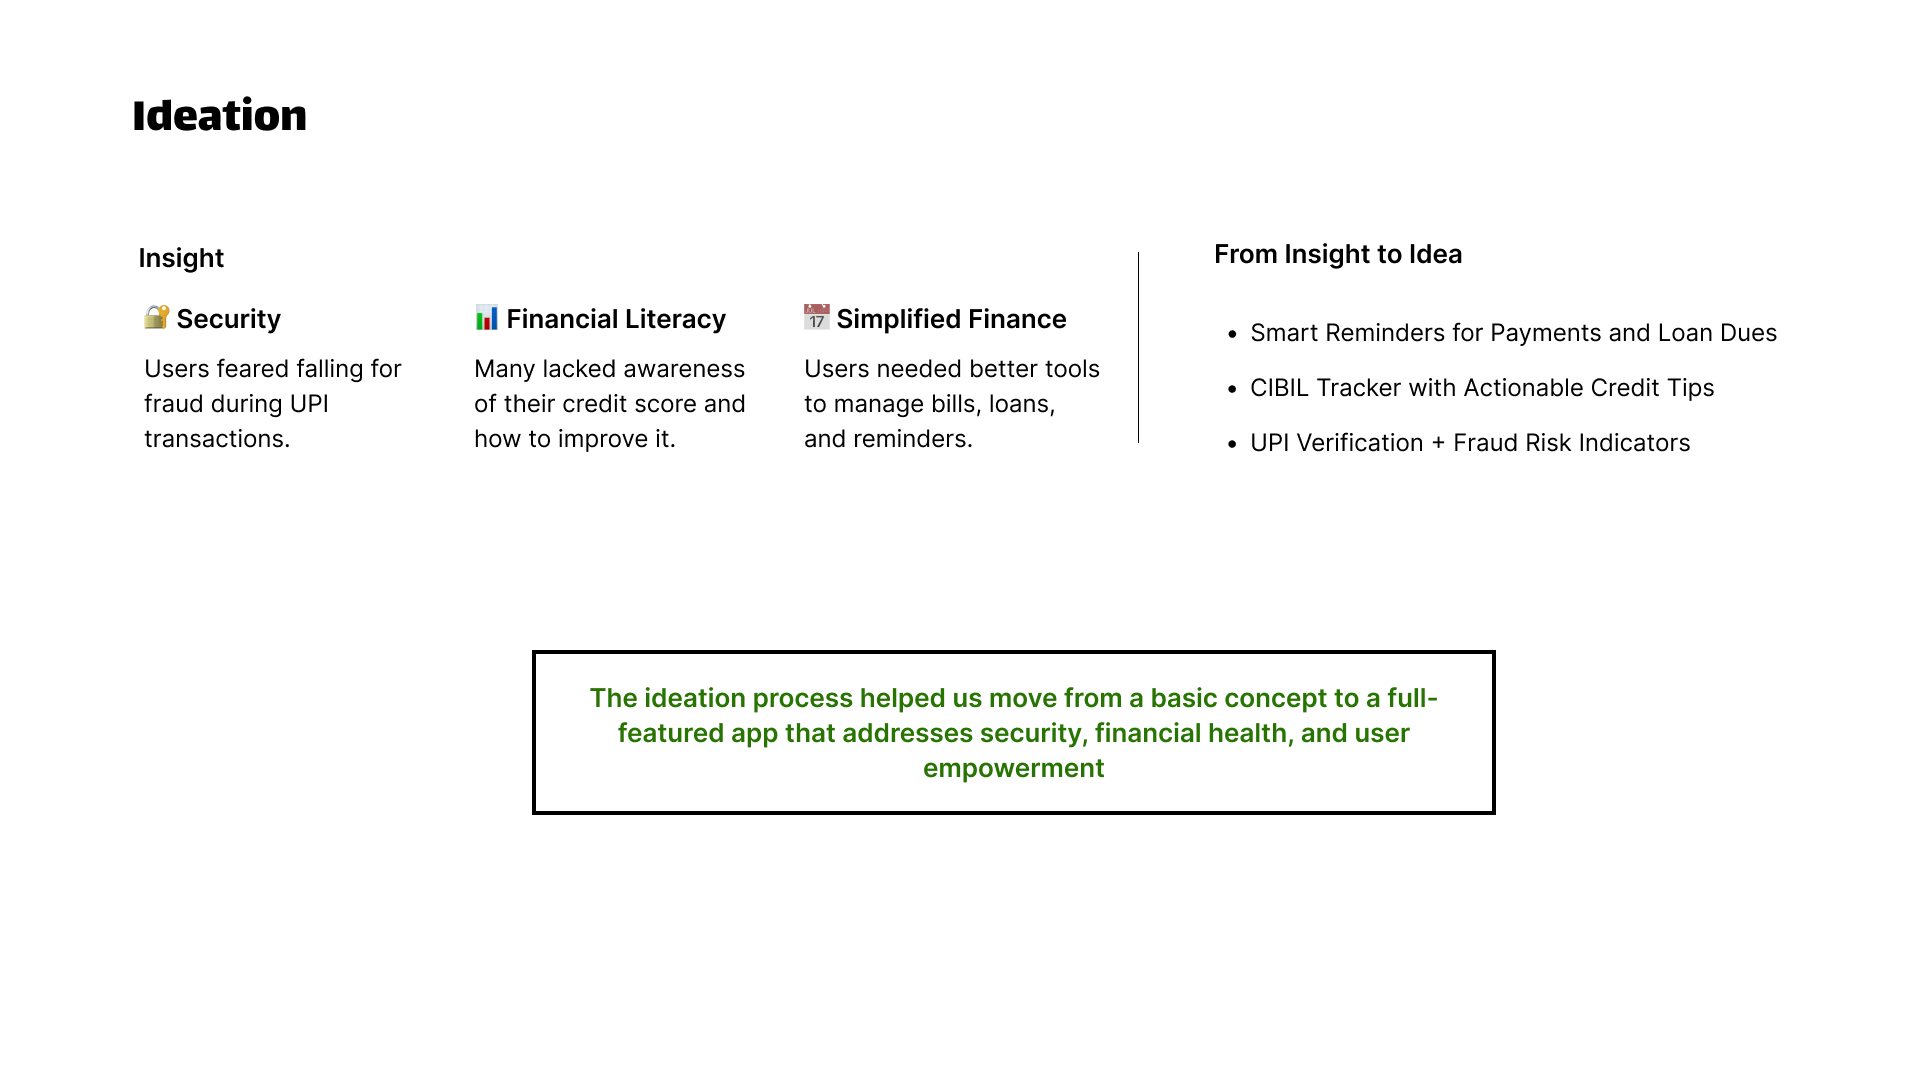 Ideation
Insight
🔐 Security
Users feared falling for
fraud during UPI
transactions.
📊 Financial Literacy
Many lacked awareness
of their credit score and
how to improve it.
📅 Simplified Finance
Users needed better tools
to manage bills, loans,
and reminders.
From Insight to Idea
• Smart Reminders for Payments and Loan Dues
• CIBIL Tracker with Actionable Credit Tips
• UPI Verification + Fraud Risk Indicators
The ideation process helped us move from a basic concept to a full-
featured app that addresses security, financial health, and user
empowerment